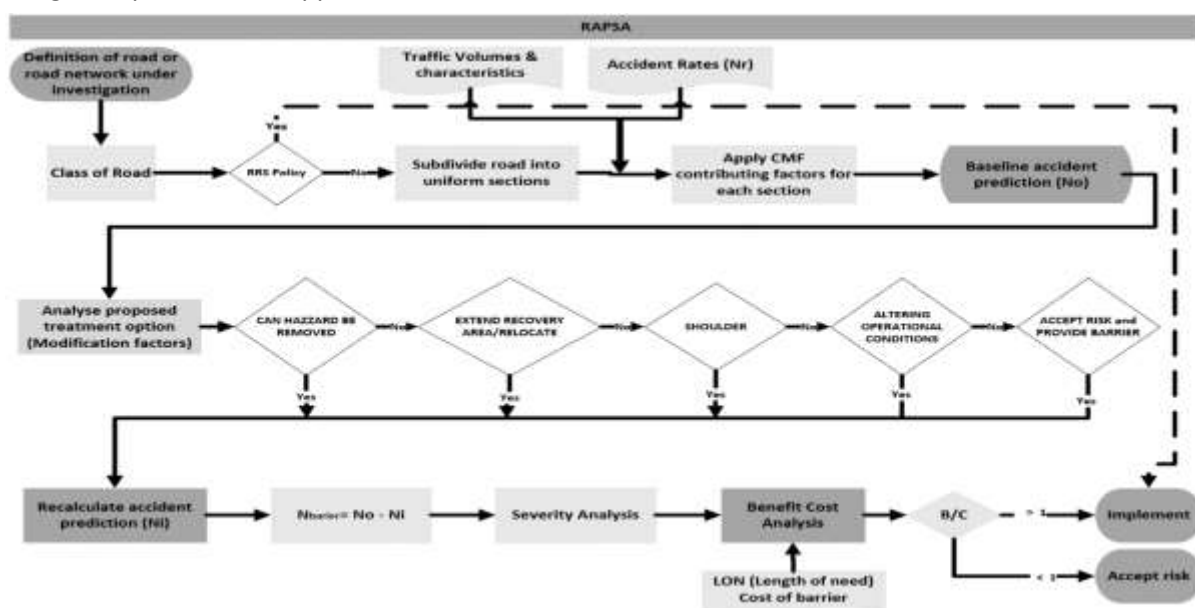 RAPSA
Definition of road or
road network under
investigation
Traffic Volumes &
characteristics
Accident Rates (Nr)
Yes
Class of Road
RRS Policy
No
Subdivide road into
uniform sections
Apply CMF
contributing factors for
each section
Baseline accident
prediction (No)
Analyse proposed
treatment option
(Modification factors)
CAN HAZZARD BE
REMOVED
No
EXTEND RECOVERY
AREA/RELOCATE
No
SHOULDER
No
ALTERING
OPERATIONAL
CONDITIONS
No
ACCEPT RISK and
PROVIDE BARRIER
Yes
Yes
Yes
Yes
Yes
Recalculate accident
prediction (Ni)
Nbarier= No - Ni
Severity Analysis
Benefit Cost
Analysis
B/C
> 1
Implement
< 1
Accept risk
LON (Length of need)
Cost of barrier